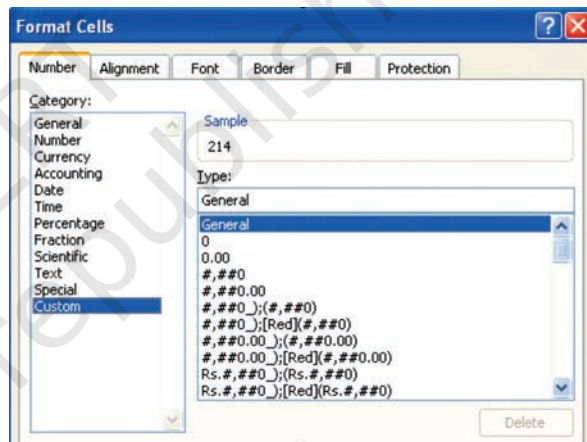 Format Cells
Number Alignment Font Border Fill Protection
Category:
General
Number
Currency
Accounting
Date
Time
Percentage
Fraction
Scientific
Text
Special
Custom
Sample
214
Type:
General
General
0
0.00
#,##0
#,##0.00
#,##0_);(#,##0)
#,##0_);[Red](#,##0)
#,##0.00_);(#,##0.00)
#,##0.00_);[Red](#,##0.00)
Rs.#,##0_);(Rs.#,##0)
Rs.#,##0_);[Red](Rs.#,##0)
Delete
republish